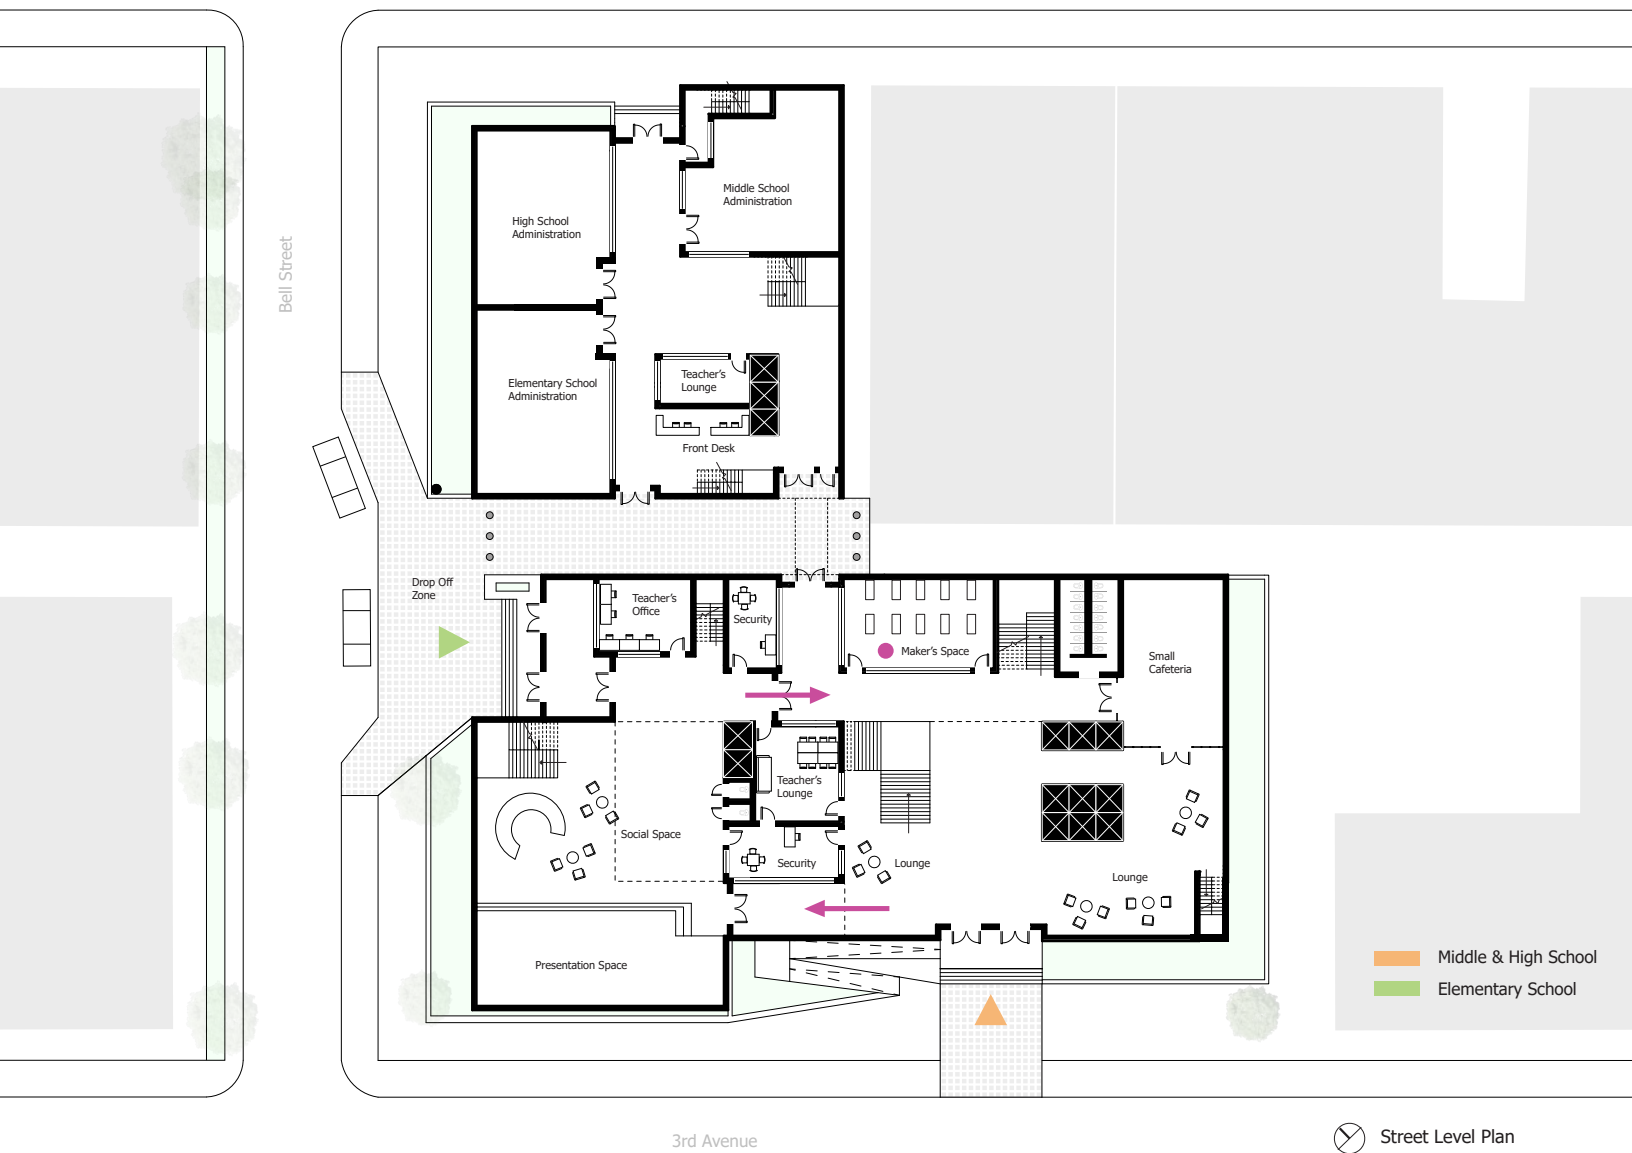 Middle School
Administration
High School
Administration
Bell Street
Teacher's
Lounge
Elementary School
Administration
Front Desk
Drop Off
Zone
Teacher's
Office
Security
Maker's Space
Small
Cafeteria
Teacher's
Lounge
Social Space
Security
Lounge
Lounge
Presentation Space
Middle & High School
Elementary School
3rd Avenue
Street Level Plan